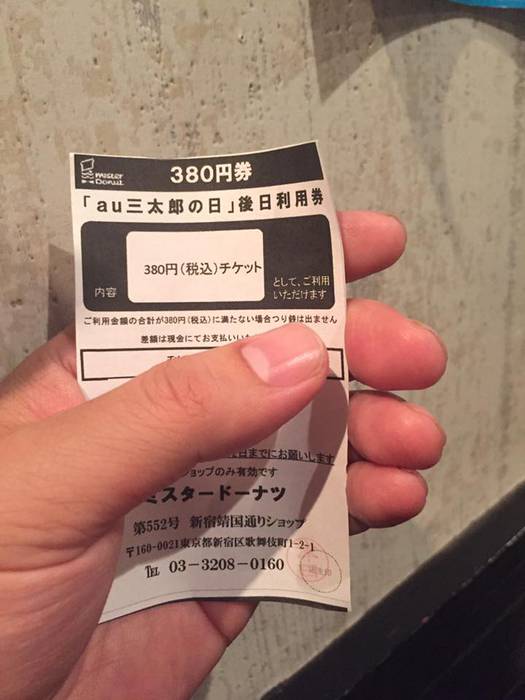 mister Donut
380円券
「au三太郎の日」後日利用券
380円(税込)チケット
内容
として、ご利用
いただけます
ご利用金額の合計が380円(税込)に満たない場合つり銭は出ません
差額は現金にてお支払い
日までにお願いします
ショップのみ有効です
ミスタードーナツ
第552号 新宿靖国通りショップ
〒160-0021東京都新宿区歌舞伎町1-2-1
TEL 03-3208-0160